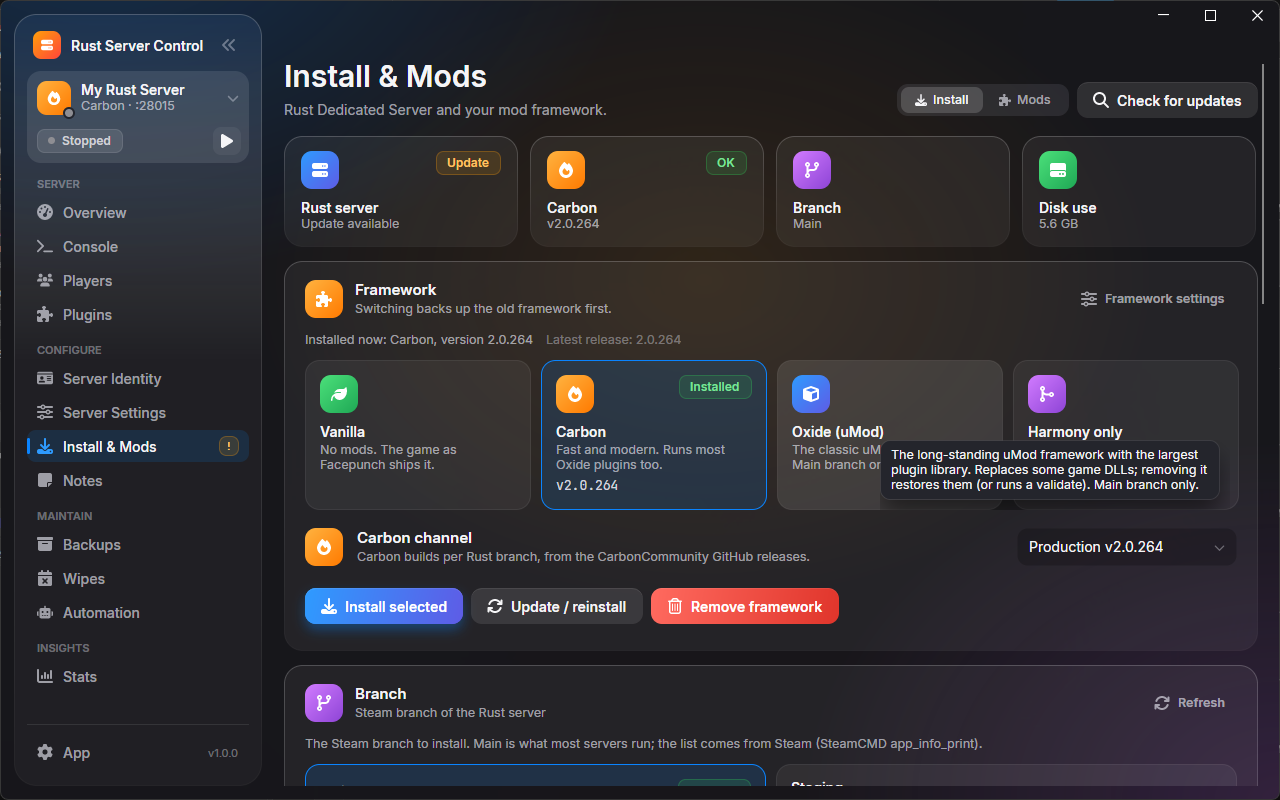 Rust Server Control
My Rust Server
Carbon · :28015
Stopped
SERVER
Overview
Console
Players
Plugins
CONFIGURE
Server Identity
Server Settings
Install & Mods
!
Notes
MAINTAIN
Backups
Wipes
Automation
INSIGHTS
Stats
App
v1.0.0
Install & Mods
Rust Dedicated Server and your mod framework.
Install
Mods
Check for updates
Update
Rust server
Update available
OK
Carbon
v2.0.264
Branch
Main
Disk use
5.6 GB
Framework
Switching backs up the old framework first.
Framework settings
Installed now: Carbon, version 2.0.264
Latest release: 2.0.264
Vanilla
No mods. The game as
Facepunch ships it.
Installed
Carbon
Fast and modern. Runs most
Oxide plugins too.
v2.0.264
Oxide (uMod)
The classic uM
Main branch or
Harmony only
The long-standing uMod framework with the largest
plugin library. Replaces some game DLLs; removing it
restores them (or runs a validate). Main branch only.
Carbon channel
Carbon builds per Rust branch, from the CarbonCommunity GitHub releases.
Production v2.0.264
Install selected
Update / reinstall
Remove framework
Branch
Steam branch of the Rust server
Refresh
The Steam branch to install. Main is what most servers run; the list comes from Steam (SteamCMD app_info_print).